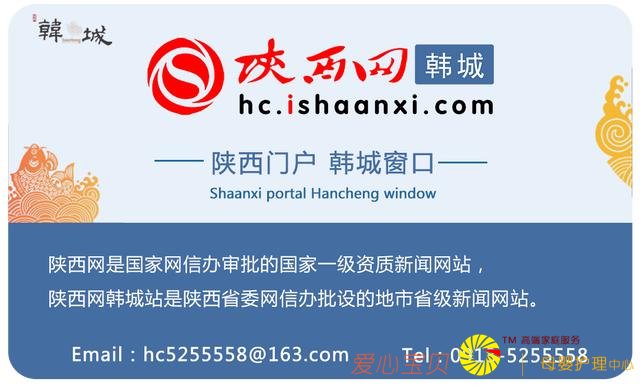 韓城
陕西网 韩城
hc.ishaanxi.com
陕西门户 韩城窗口
Shaanxi portal Hancheng window
陕西网是国家网信办审批的国家一级资质新闻网站，
陕西网韩城站是陕西省委网信办批设的地市省级新闻网站。
TM 高端家庭服务
Email：hc5255558@163.com
Tel：0913-5255558
爱心宝贝
母婴护理中心